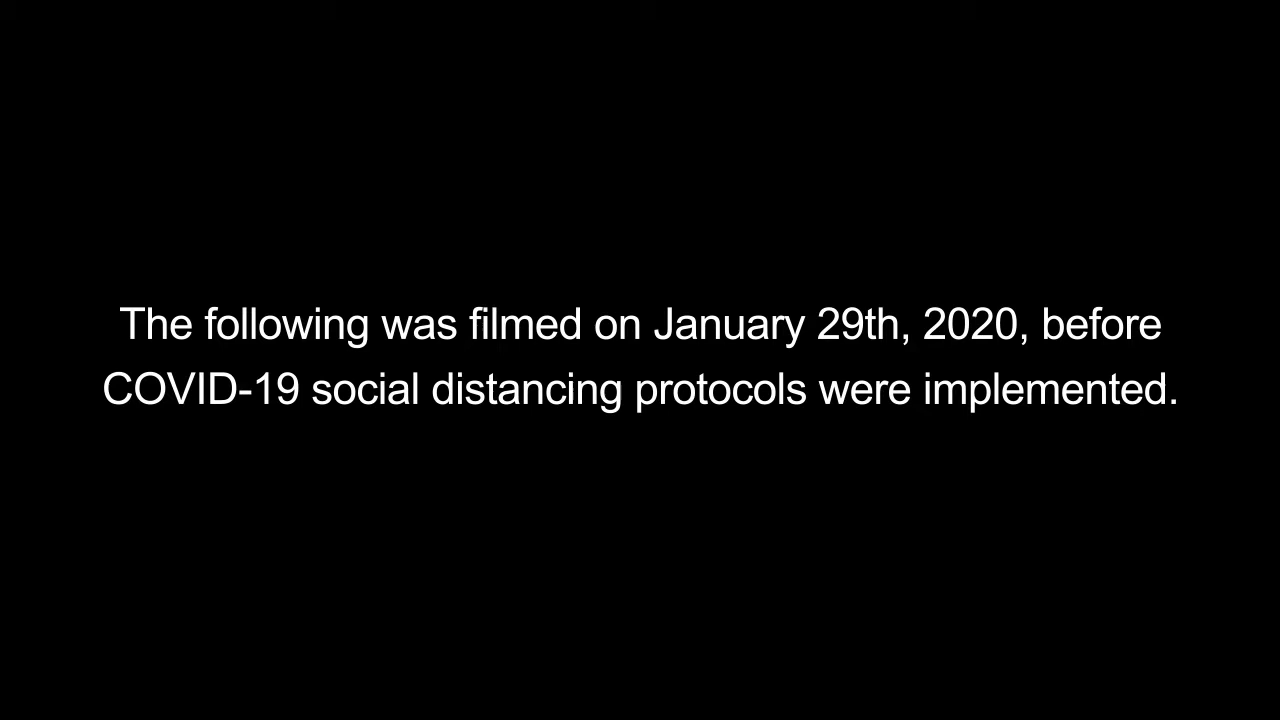 The following was filmed on January 29th, 2020, before
COVID-19 social distancing protocols were implemented.